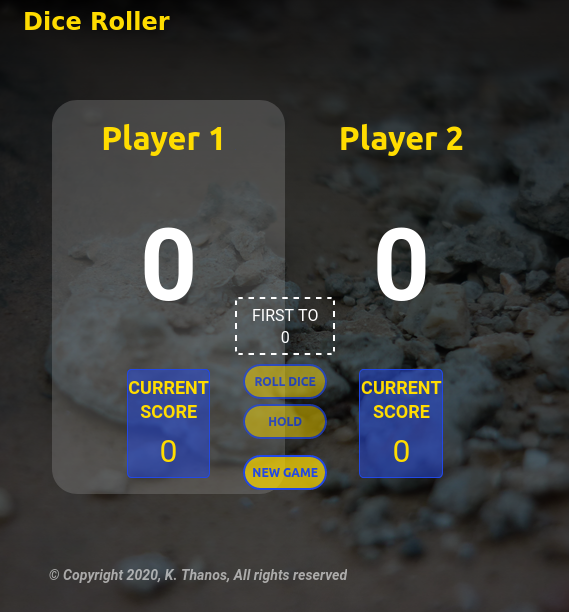 Dice Roller
Player 1
Player 2
0
0
FIRST TO
0
CURRENT
SCORE
0
ROLL DICE
HOLD
NEW GAME
CURRENT
SCORE
0
© Copyright 2020, K. Thanos, All rights reserved